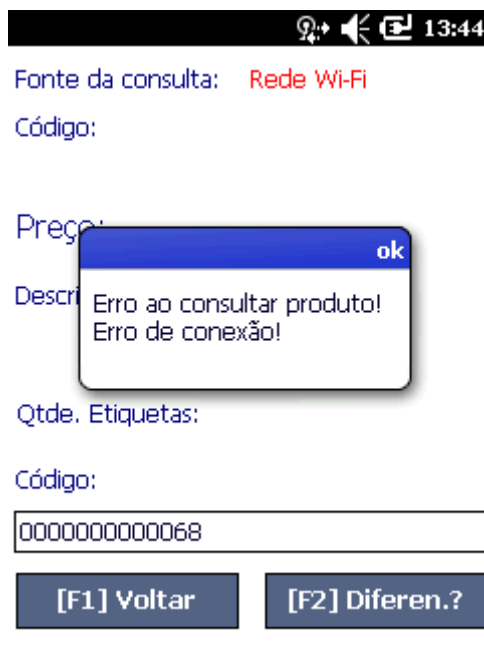 13:44
Fonte da consulta: Rede Wi-Fi
Código:
Preço:
ok
Erro ao consultar produto!
Erro de conexão!
Qtde. Etiquetas:
Código:
0000000000068
[F1] Voltar [F2] Diferen.?